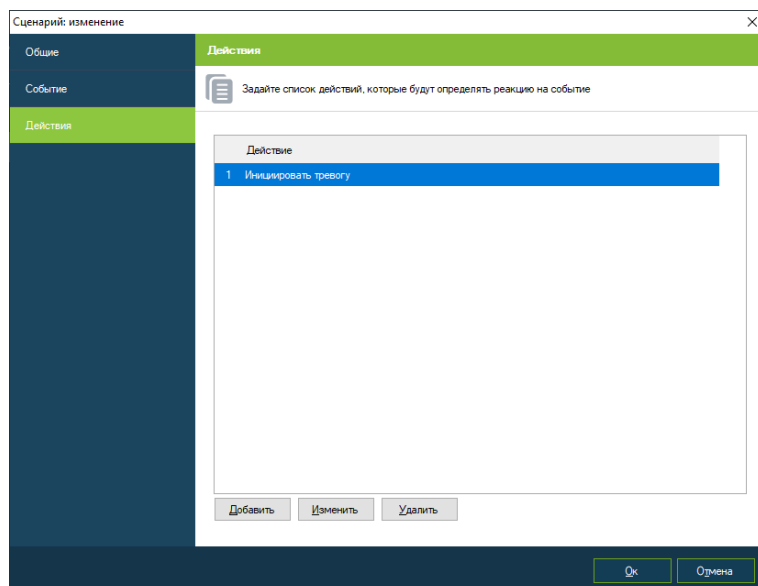 Сценарий: изменение
Общие
Действия
Событие
Задайте список действий, которые будут определять реакцию на событие
Действия
Действие
1 Инициировать тревогу
Добавить Изменить Удалить
Ок Отмена